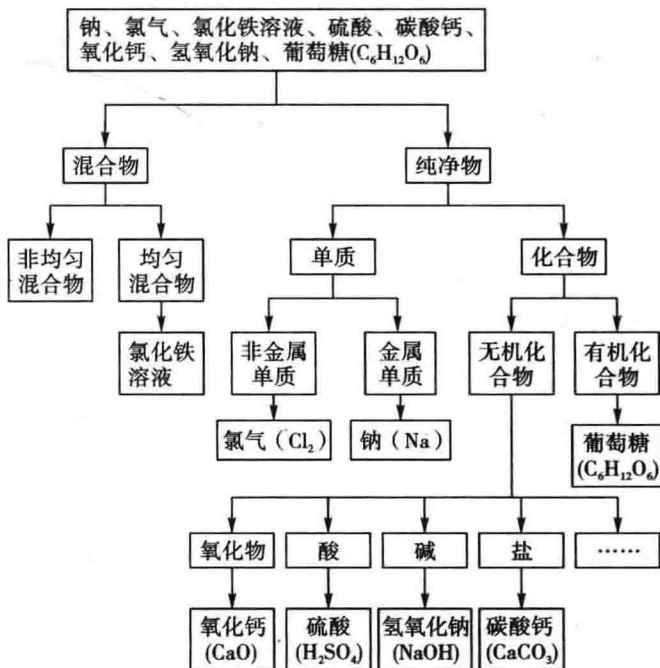 钠、氯气、氯化铁溶液、硫酸、碳酸钙、
氧化钙、氢氧化钠、葡萄糖(C₆H₁₂O₆)
混合物
纯净物
非均匀
混合物
均匀
混合物
单质
化合物
氯化铁
溶液
非金属
单质
金属
单质
无机化
合物
有机化
合物
氯气(Cl₂)
钠(Na)
葡萄糖
(C₆H₁₂O₆)
氧化物
酸
碱
盐
……
氧化钙
(CaO)
硫酸
(H₂SO₄)
氢氧化钠
(NaOH)
碳酸钙
(CaCO₃)